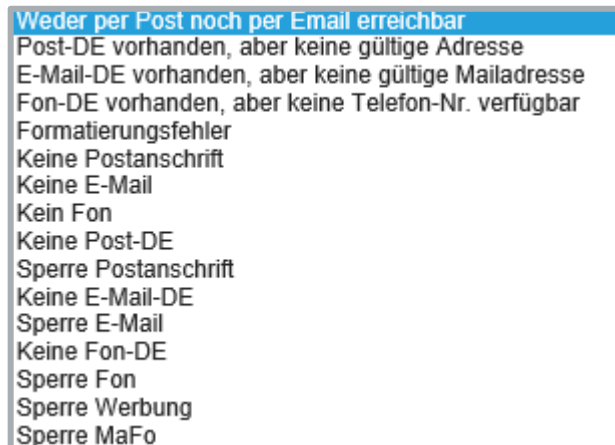 Weder per Post noch per Email erreichbar
Post-DE vorhanden, aber keine gültige Adresse
E-Mail-DE vorhanden, aber keine gültige Mailadresse
Fon-DE vorhanden, aber keine Telefon-Nr. verfügbar
Formatierungsfehler
Keine Postanschrift
Keine E-Mail
Kein Fon
Keine Post-DE
Sperre Postanschrift
Keine E-Mail-DE
Sperre E-Mail
Keine Fon-DE
Sperre Fon
Sperre Werbung
Sperre MaFo